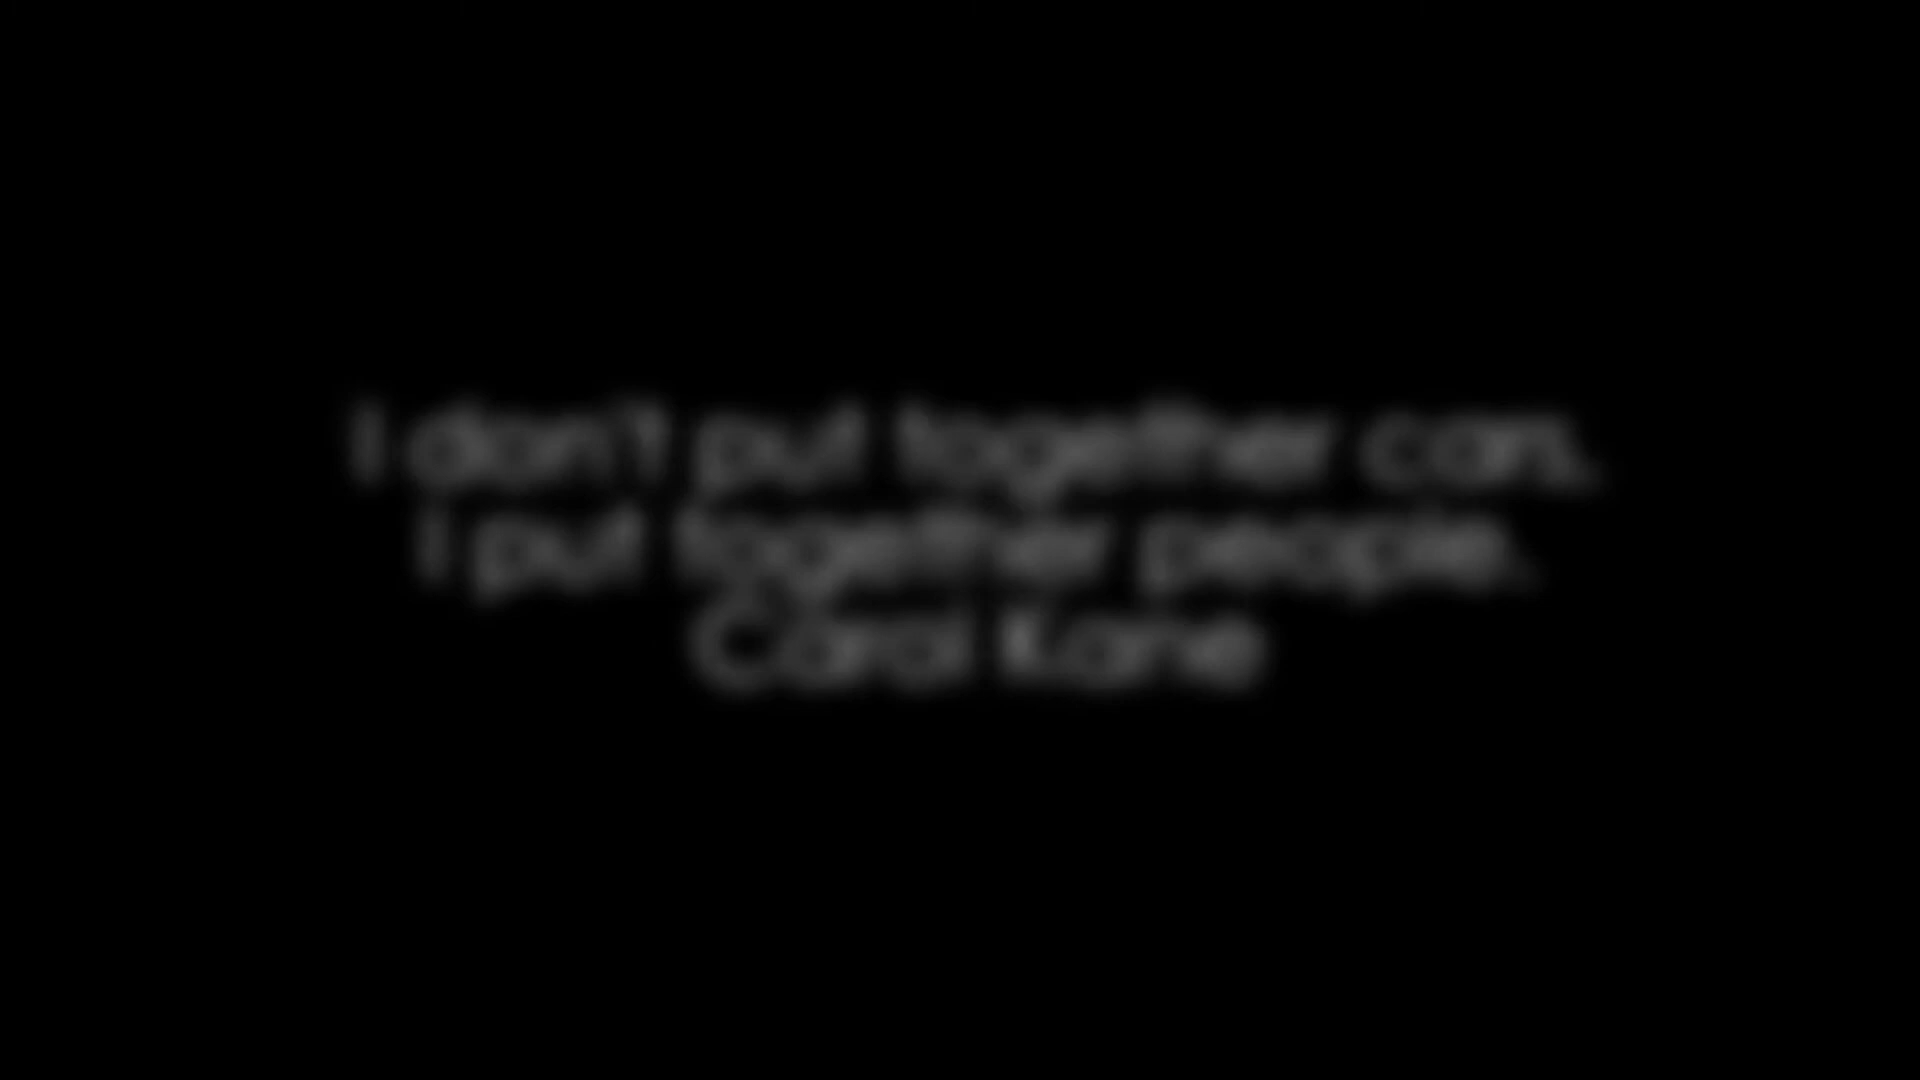 I don't put together cars,
I put together people.
Carol Kane